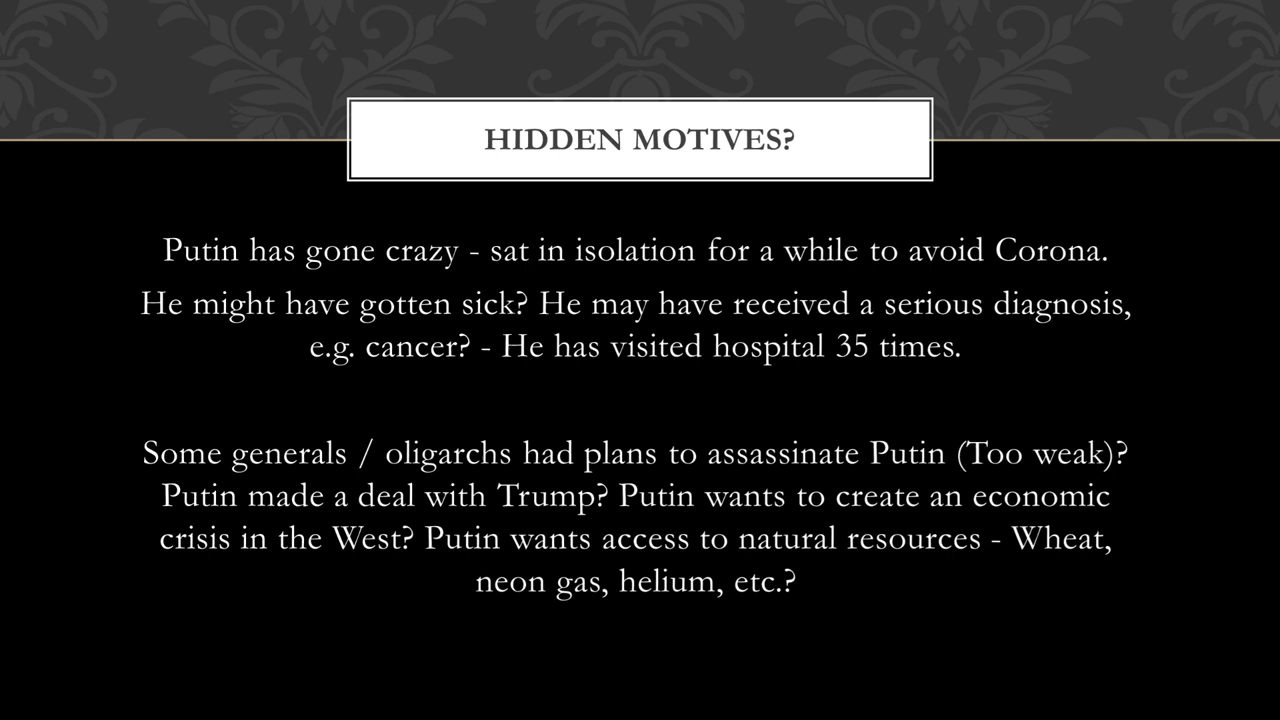 HIDDEN MOTIVES?
Putin has gone crazy - sat in isolation for a while to avoid Corona.
He might have gotten sick? He may have received a serious diagnosis,
e.g. cancer? - He has visited hospital 35 times.
Some generals / oligarchs had plans to assassinate Putin (Too weak)?
Putin made a deal with Trump? Putin wants to create an economic
crisis in the West? Putin wants access to natural resources - Wheat,
neon gas, helium, etc.?